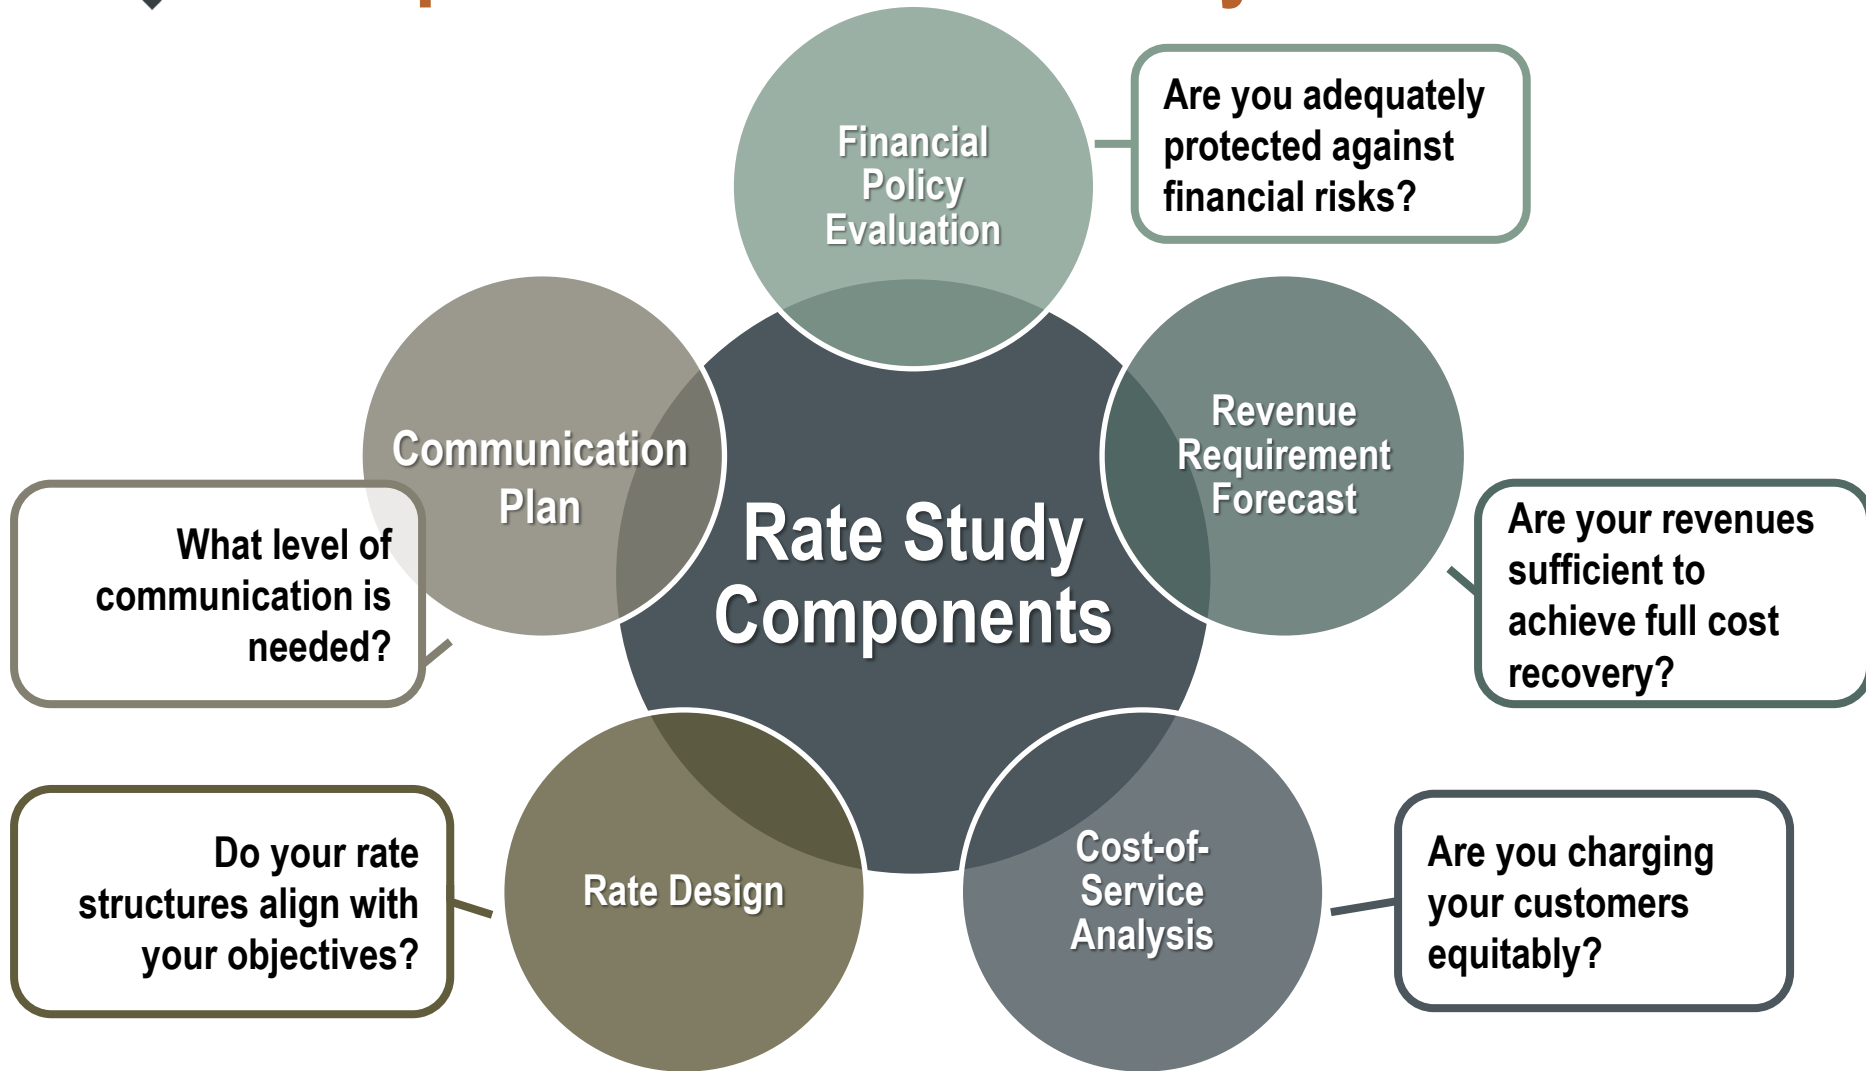 Financial
Policy
Evaluation
Are you adequately
protected against
financial risks?
Revenue
Requirement
Forecast
Are your revenues
sufficient to
achieve full cost
recovery?
Cost-of-
Service
Analysis
Are you charging
your customers
equitably?
Rate Design
Do your rate
structures align with
your objectives?
Communication
Plan
What level of
communication is
needed?
Rate Study
Components